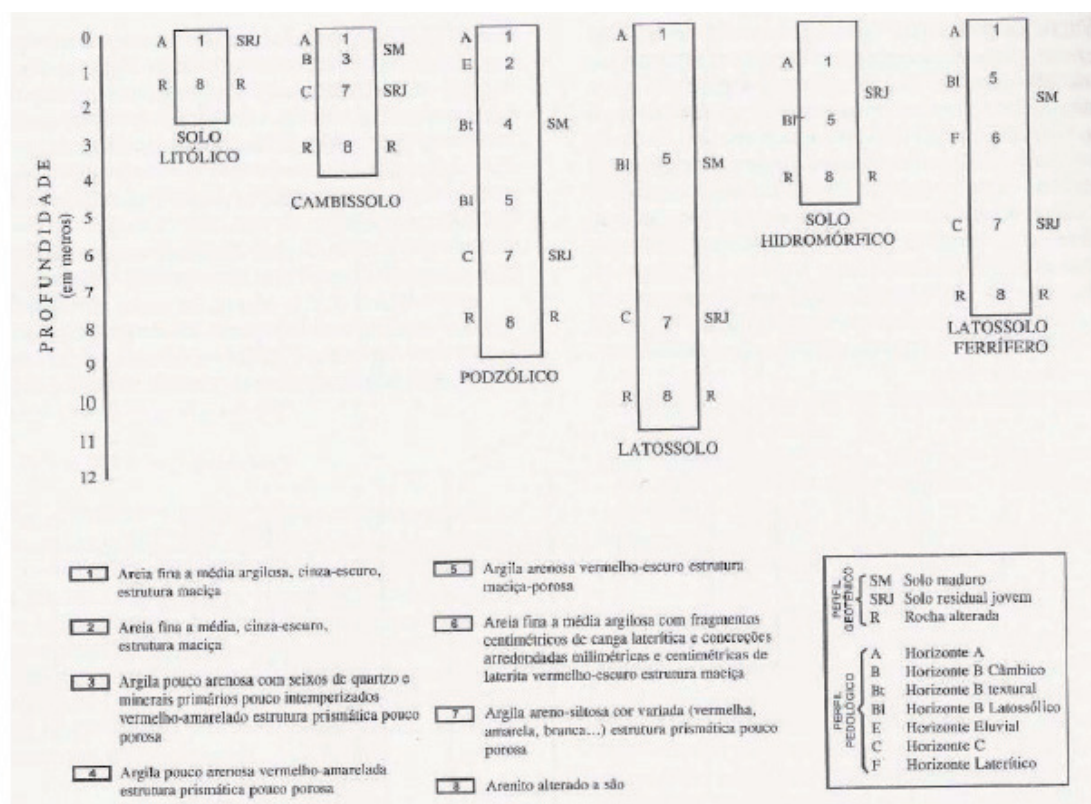 PROFUNDIDADE
(em metros)
0
1
2
3
4
5
6
7
8
9
10
11
12
A 1 SRJ
R 8 R
SOLO
LITÓLICO
A 1
SM
B 3
C 7 SRJ
R 8 R
CAMBISSOLO
A 1
E 2
Bt 4 SM
Bl 5
C 7 SRJ
R 8 R
PODZÓLICO
A 1
Bl 5 SM
C 7 SRJ
R 8 R
LATOSSOLO
A 1
SRJ
Bl 5
R 8 R
SOLO
HIDROMÓRFICO
A 1
Bl 5
SM
F 6
C 7 SRJ
R 8 R
LATOSSOLO
FERRÍFERO
1 Areia fina a média argilosa, cinza-escuro,
estrutura maciça
2 Areia fina a média, cinza-escuro,
estrutura maciça
3 Argila pouco arenosa com seixos de quartzo e
minerais primários pouco intemperizados
vermelho-amarelado estrutura prismática pouco
porosa
4 Argila pouco arenosa vermelho-amarelada
estrutura prismática pouco porosa
5 Argila arenosa vermelho-escuro estrutura
maciça-porosa
6 Areia fina a média argilosa com fragmentos
centimétricos de canga laterítica e concreções
arredondadas milimétricas e centimétricas de
laterita vermelho-escuro estrutura maciça
7 Argila areno-siltosa cor variada (vermelha,
amarela, branca...) estrutura prismática pouco
porosa
8 Arenito alterado a são
PERFIL
GEOTÉCNICO
SM Solo maduro
SRJ Solo residual jovem
R Rocha alterada
PERFIL
PEDOLÓGICO
A Horizonte A
B Horizonte B Câmbico
Bt Horizonte B textural
Bl Horizonte B Latossólico
E Horizonte Eluvial
C Horizonte C
F Horizonte Laterítico